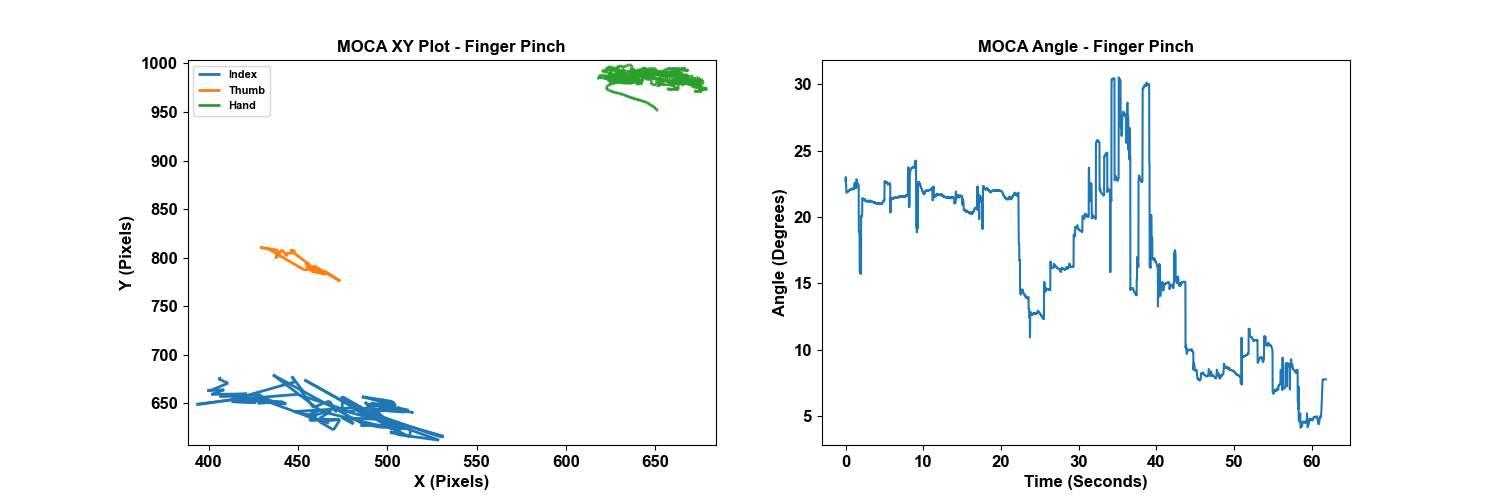 MOCA XY Plot - Finger Pinch
Index
Thumb
Hand
1000
950
900
850
800
750
700
650
Y (Pixels)
400 450 500 550 600 650
X (Pixels)
MOCA Angle - Finger Pinch
30
25
20
15
10
5
Angle (Degrees)
0 10 20 30 40 50 60
Time (Seconds)